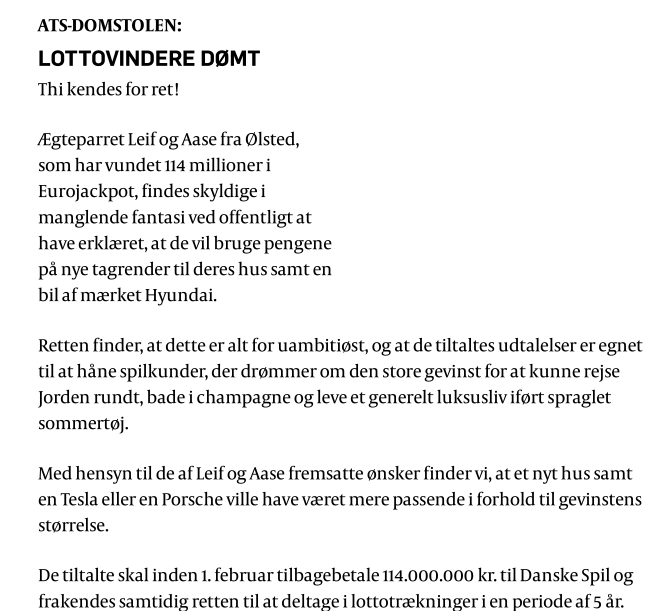 ATS-DOMSTOLEN:
LOTTOVINDERE DØMT
Thi kendes for ret!
Ægteparret Leif og Aase fra Ølsted,
som har vundet 114 millioner i
Eurojackpot, findes skyldige i
manglende fantasi ved offentligt at
have erklæret, at de vil bruge pengene
på nye tagrender til deres hus samt en
bil af mærket Hyundai.
Retten finder, at dette er alt for uambitiøst, og at de tiltaltes udtalelser er egnet
til at håne spilkunder, der drømmer om den store gevinst for at kunne rejse
Jorden rundt, bade i champagne og leve et generelt luksusliv iført spraglet
sommertøj.
Med hensyn til de af Leif og Aase fremsatte ønsker finder vi, at et nyt hus samt
en Tesla eller en Porsche ville have været mere passende i forhold til gevinstens
størrelse.
De tiltalte skal inden 1. februar tilbagebetale 114.000.000 kr. til Danske Spil og
frakendes samtidig retten til at deltage i lottotrækninger i en periode af 5 år.